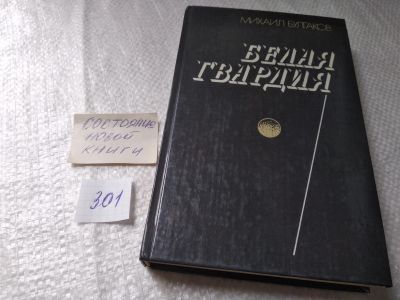 МИХАИЛ БУЛГАКОВ
БЕЛАЯ
ГВАРДИЯ
СОСТОЯНИЕ
НОВОЙ
КНИГИ
301